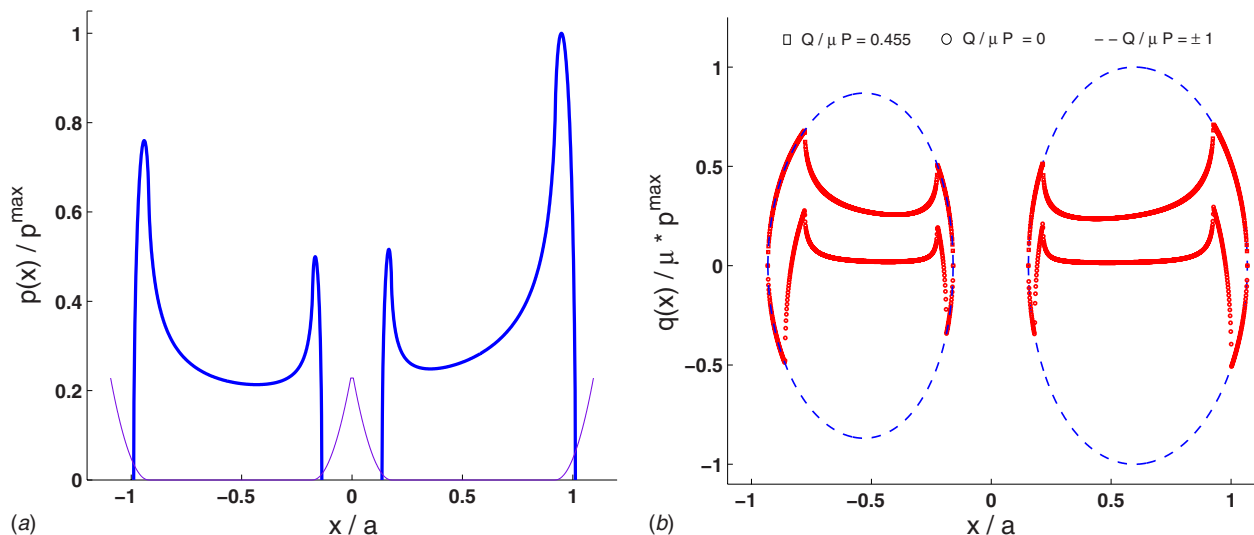 p(x) / p^max
1
0.8
0.6
0.4
0.2
0
−1
−0.5
0
0.5
1
x / a
(a)
Q / μ P = 0.455
Q / μ P = 0
Q / μ P = ± 1
q(x) / μ * p^max
1
0.5
0
−0.5
−1
−1
−0.5
0
0.5
1
x / a
(b)